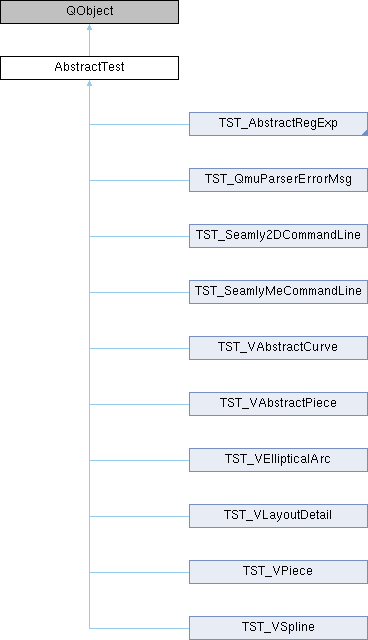 QObject
AbstractTest
TST_AbstractRegExp
TST_QmuParserErrorMsg
TST_Seamly2DCommandLine
TST_SeamlyMeCommandLine
TST_VAbstractCurve
TST_VAbstractPiece
TST_VEllipticalArc
TST_VLayoutDetail
TST_VPiece
TST_VSpline